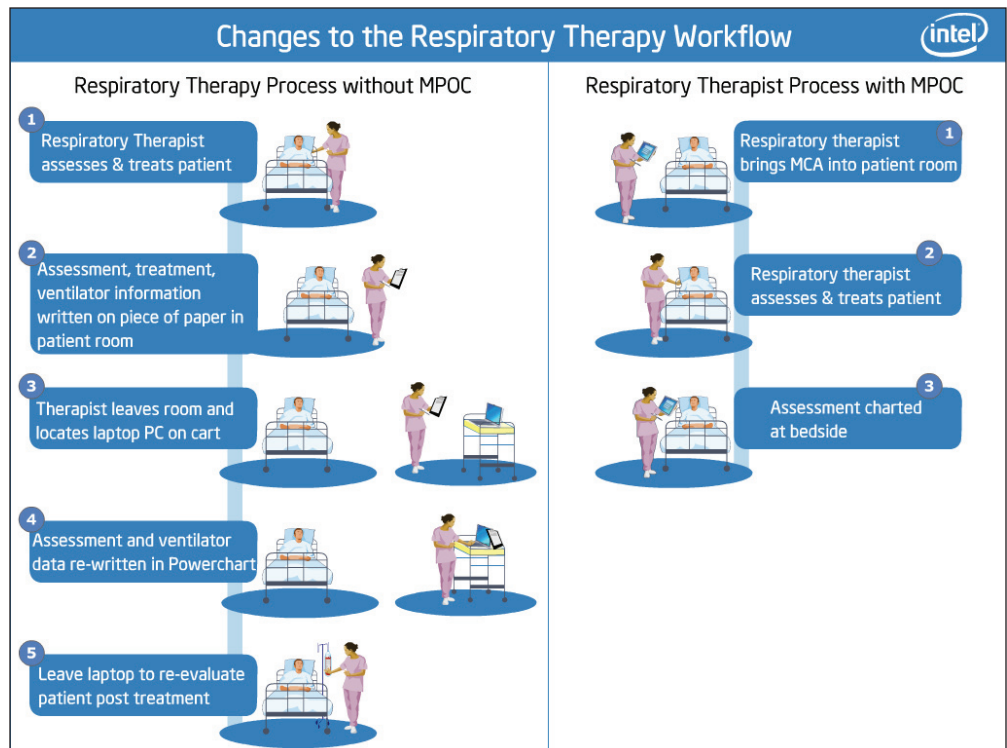 Changes to the Respiratory Therapy Workflow
intel
Respiratory Therapy Process without MPOC
1
Respiratory Therapist
assesses & treats patient
2
Assessment, treatment,
ventilator information
written on piece of paper in
patient room
3
Therapist leaves room and
locates laptop PC on cart
4
Assessment and ventilator
data re-written in Powerchart
5
Leave laptop to re-evaluate
patient post treatment
Respiratory Therapist Process with MPOC
1
Respiratory therapist
brings MCA into patient room
2
Respiratory therapist
assesses & treats patient
3
Assessment charted
at bedside